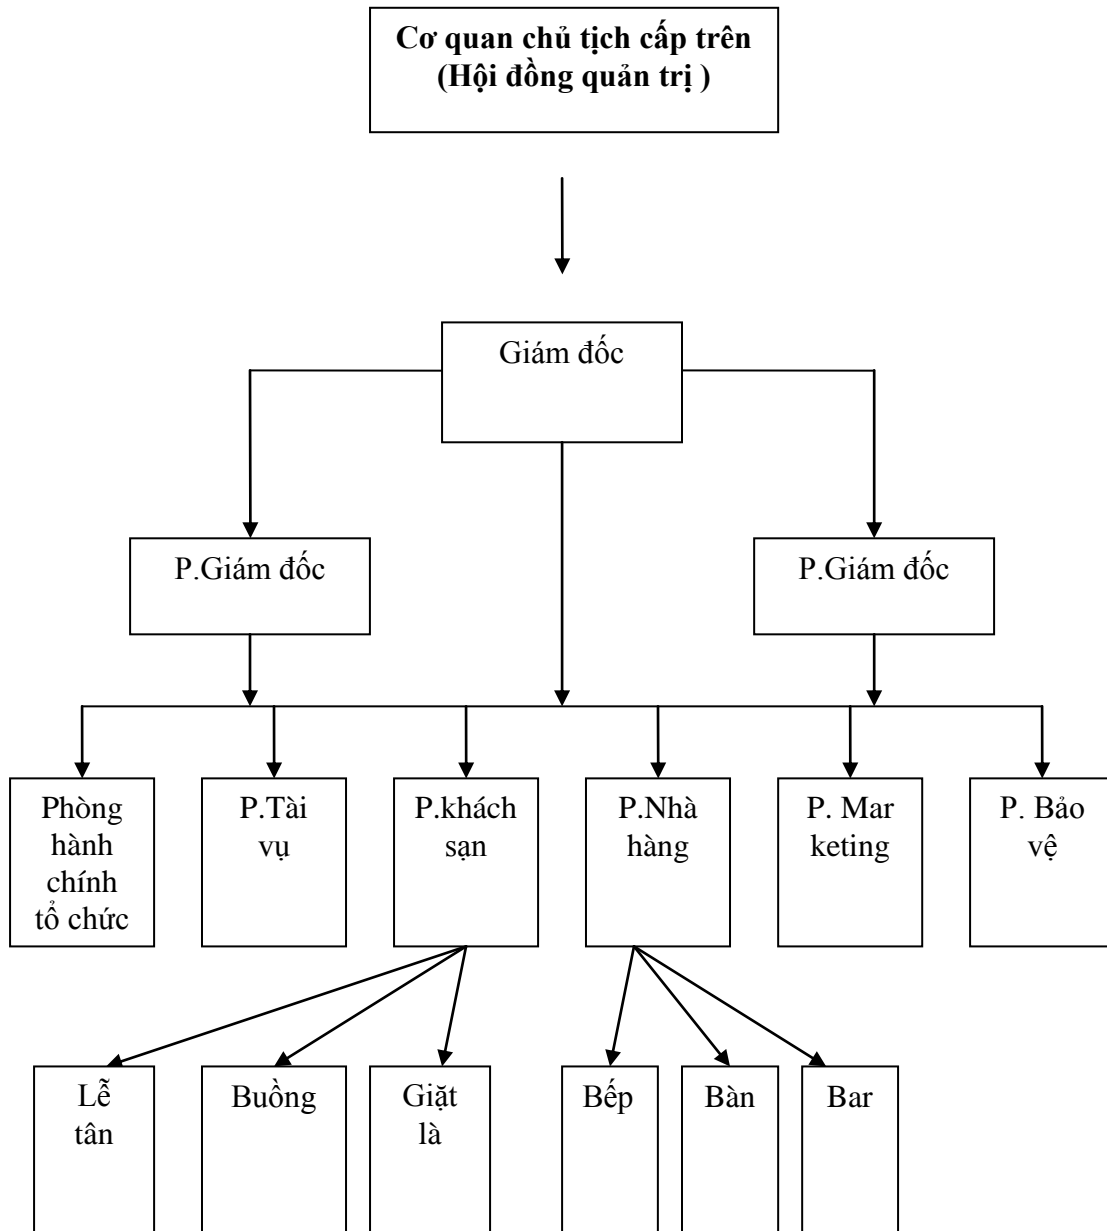 Cơ quan chủ tịch cấp trên
(Hội đồng quản trị )
Giám đốc
P.Giám đốc
P.Giám đốc
Phòng
hành
chính
tổ chức
P.Tài
vụ
P.khách
sạn
P.Nhà
hàng
P. Mar
keting
P. Bảo
vệ
Lễ
tân
Buồng
Giặt
là
Bếp
Bàn
Bar